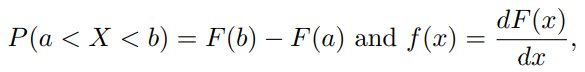 P(a < X < b) = F(b) − F(a) and f(x) = dF(x)/dx,